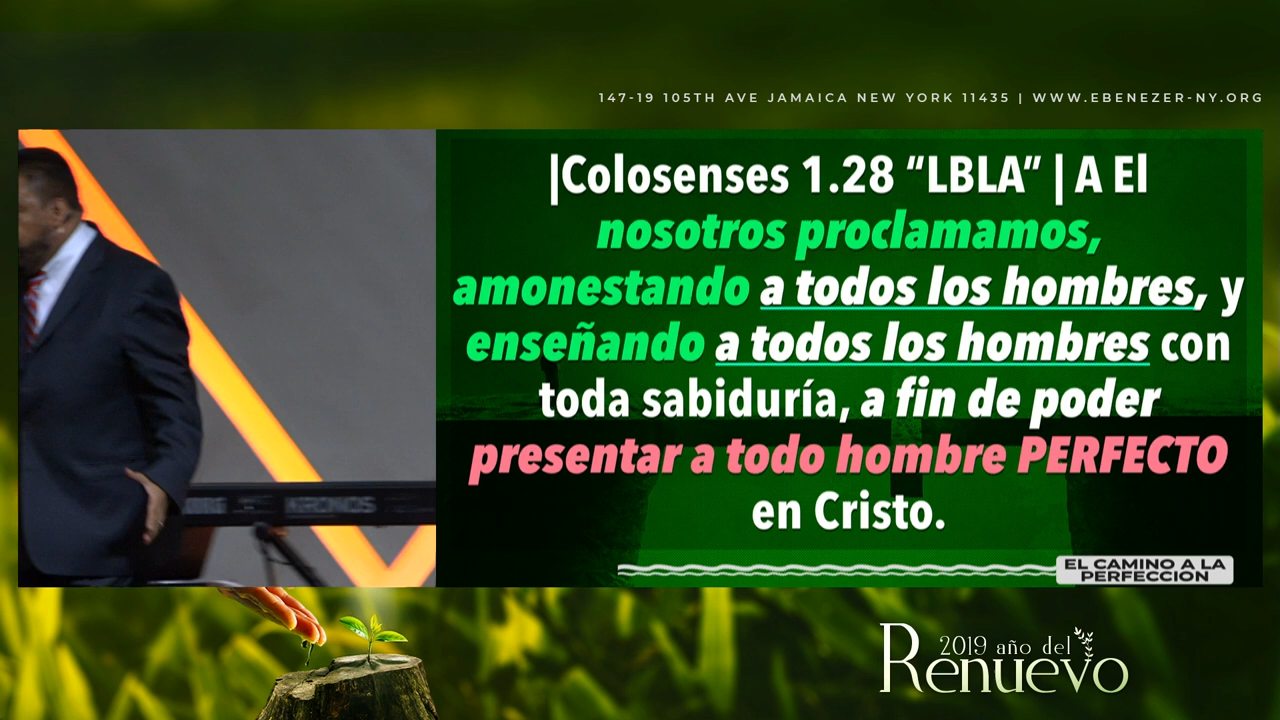 147-19 105TH AVE JAMAICA NEW YORK 11435 | WWW.EBENEZER-NY.ORG
|Colosenses 1.28 “LBLA” | A El
nosotros proclamamos,
amonestando a todos los hombres, y
enseñando a todos los hombres con
toda sabiduría, a fin de poder
presentar a todo hombre PERFECTO
en Cristo.
EL CAMINO A LA
PERFECCION
KRONOS
2019 año del
Renuevo